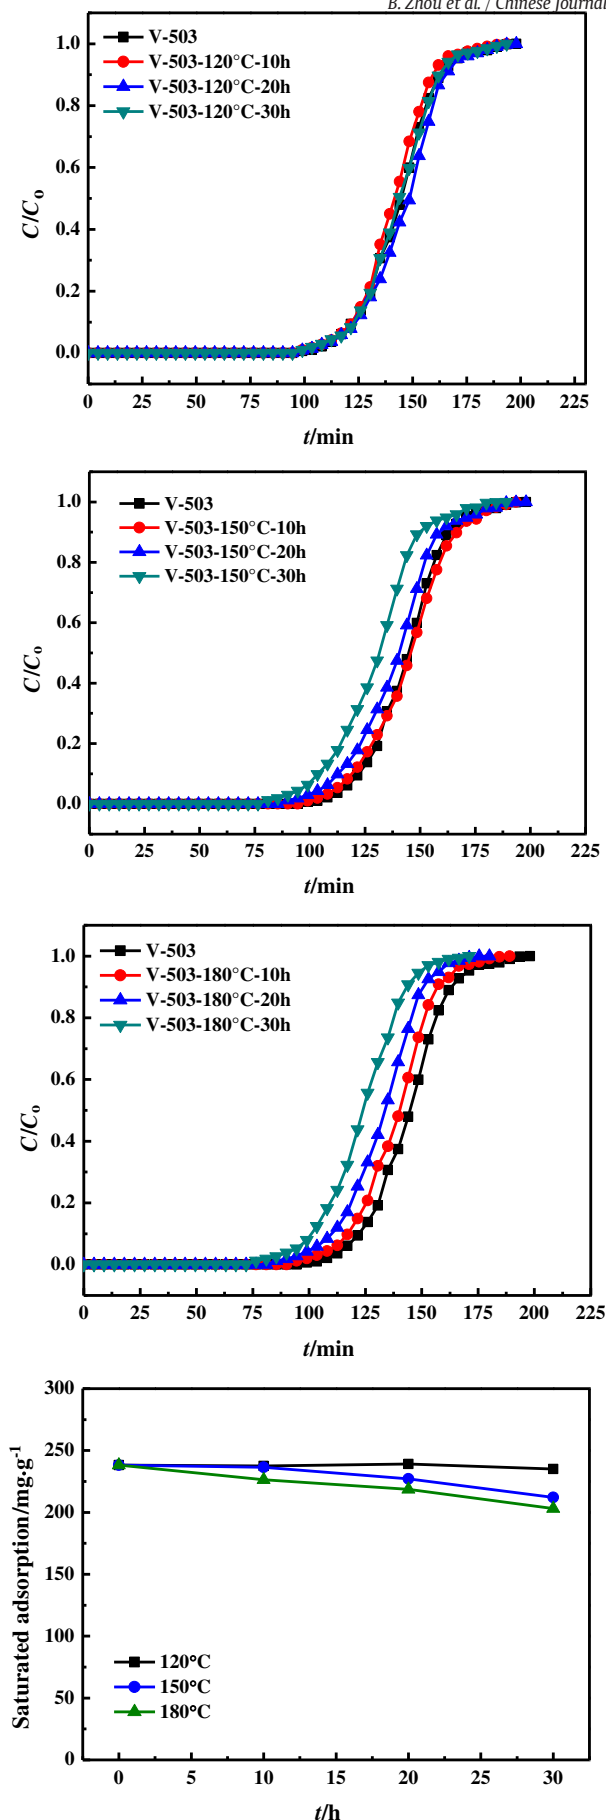 B. Zhou et al. / Chinese Journal
1.0
0.8
0.6
0.4
0.2
0.0
C/Co
V-503
V-503-120°C-10h
V-503-120°C-20h
V-503-120°C-30h
0 25 50 75 100 125 150 175 200 225
t/min
1.0
0.8
0.6
0.4
0.2
0.0
C/Co
V-503
V-503-150°C-10h
V-503-150°C-20h
V-503-150°C-30h
0 25 50 75 100 125 150 175 200 225
t/min
1.0
0.8
0.6
0.4
0.2
0.0
C/Co
V-503
V-503-180°C-10h
V-503-180°C-20h
V-503-180°C-30h
0 25 50 75 100 125 150 175 200 225
t/min
300
250
200
150
100
50
0
Saturated adsorption/mg·g-1
120°C
150°C
180°C
0 5 10 15 20 25 30
t/h